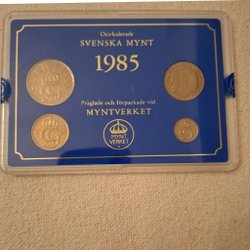 Ocirkulerade
SVENSKA MYNT
1985
Präglade och förpackade vid
MYNTVERKET
MYNT
VERKET